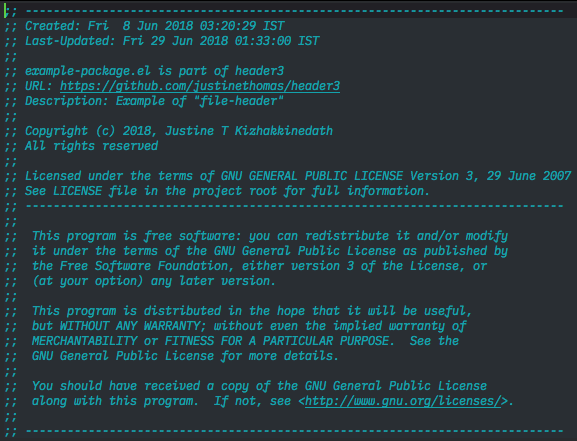 ;; -----------------------------------------------------------------------------
;; Created: Fri  8 Jun 2018 03:20:29 IST
;; Last-Updated: Fri 29 Jun 2018 01:33:00 IST
;;
;; example-package.el is part of header3
;; URL: https://github.com/justinethomas/header3
;; Description: Example of "file-header"
;;
;; Copyright (c) 2018, Justine T Kizhakkinedath
;; All rights reserved
;;
;; Licensed under the terms of GNU GENERAL PUBLIC LICENSE Version 3, 29 June 2007
;; See LICENSE file in the project root for full information.
;; -----------------------------------------------------------------------------
;;
;;  This program is free software: you can redistribute it and/or modify
;;  it under the terms of the GNU General Public License as published by
;;  the Free Software Foundation, either version 3 of the License, or
;;  (at your option) any later version.
;;
;;  This program is distributed in the hope that it will be useful,
;;  but WITHOUT ANY WARRANTY; without even the implied warranty of
;;  MERCHANTABILITY or FITNESS FOR A PARTICULAR PURPOSE.  See the
;;  GNU General Public License for more details.
;;
;;  You should have received a copy of the GNU General Public License
;;  along with this program.  If not, see <http://www.gnu.org/licenses/>.
;;
;; -----------------------------------------------------------------------------